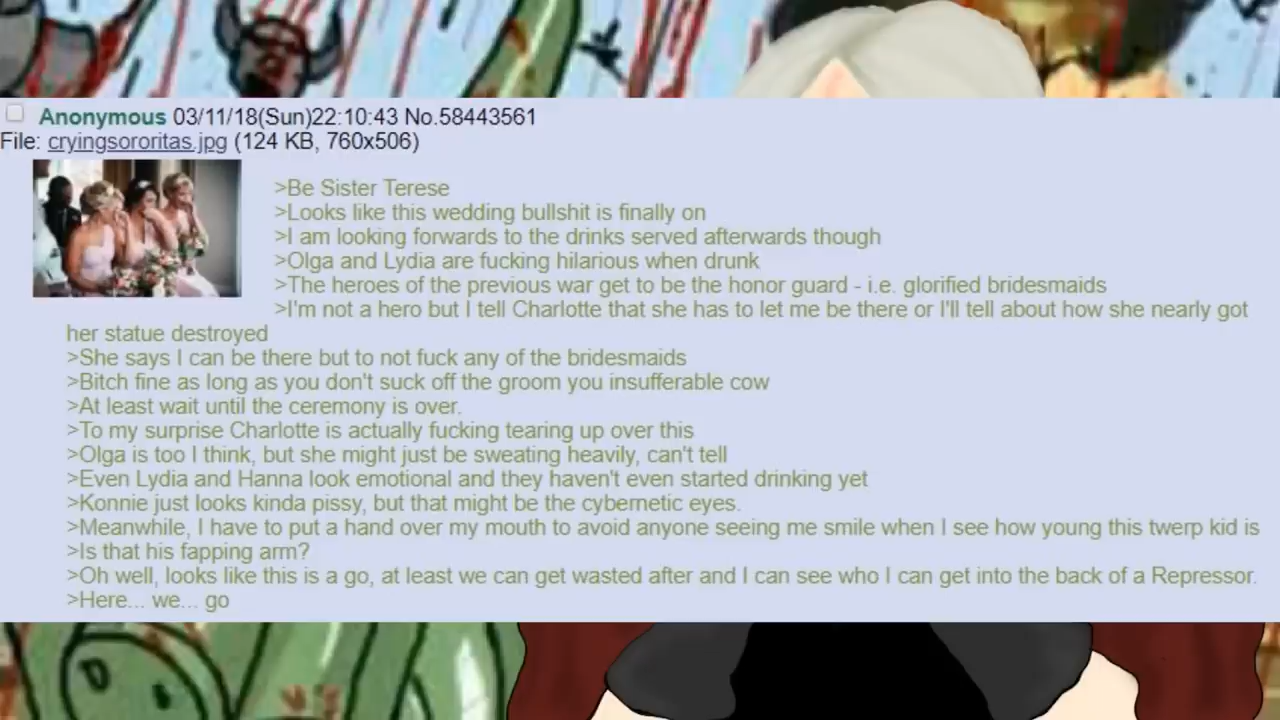 Anonymous 03/11/18(Sun)22:10:43 No.58443561
File: cryingsororitas.jpg (124 KB, 760x506)
>Be Sister Terese
>Looks like this wedding bullshit is finally on
>I am looking forwards to the drinks served afterwards though
>Olga and Lydia are fucking hilarious when drunk
>The heroes of the previous war get to be the honor guard - i.e. glorified bridesmaids
>I'm not a hero but I tell Charlotte that she has to let me be there or I'll tell about how she nearly got
her statue destroyed
>She says I can be there but to not fuck any of the bridesmaids
>Bitch fine as long as you don't suck off the groom you insufferable cow
>At least wait until the ceremony is over.
>To my surprise Charlotte is actually fucking tearing up over this
>Olga is too I think, but she might just be sweating heavily, can't tell
>Even Lydia and Hanna look emotional and they haven't even started drinking yet
>Konnie just looks kinda pissy, but that might be the cybernetic eyes.
>Meanwhile, I have to put a hand over my mouth to avoid anyone seeing me smile when I see how young this twerp kid is
>Is that his fapping arm?
>Oh well, looks like this is a go, at least we can get wasted after and I can see who I can get into the back of a Repressor.
>Here... we... go